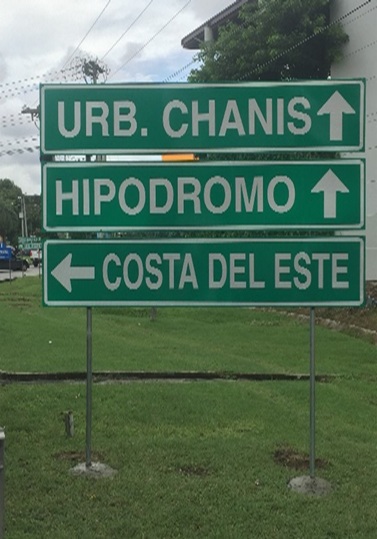 URB. CHANIS
HIPODROMO
COSTA DEL ESTE